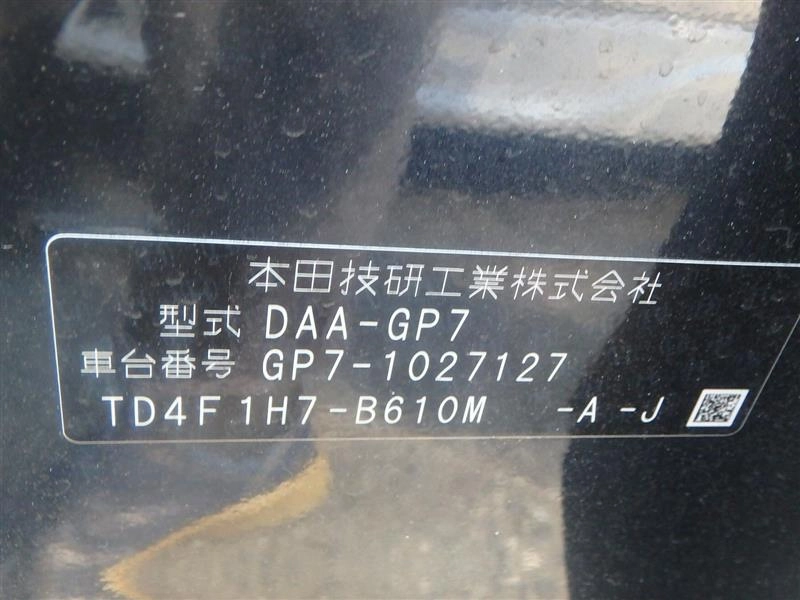 本田技研工業株式会社
型式 DAA-GP7
車台番号 GP7-1027127
TD4F1H7-B610M -A -J